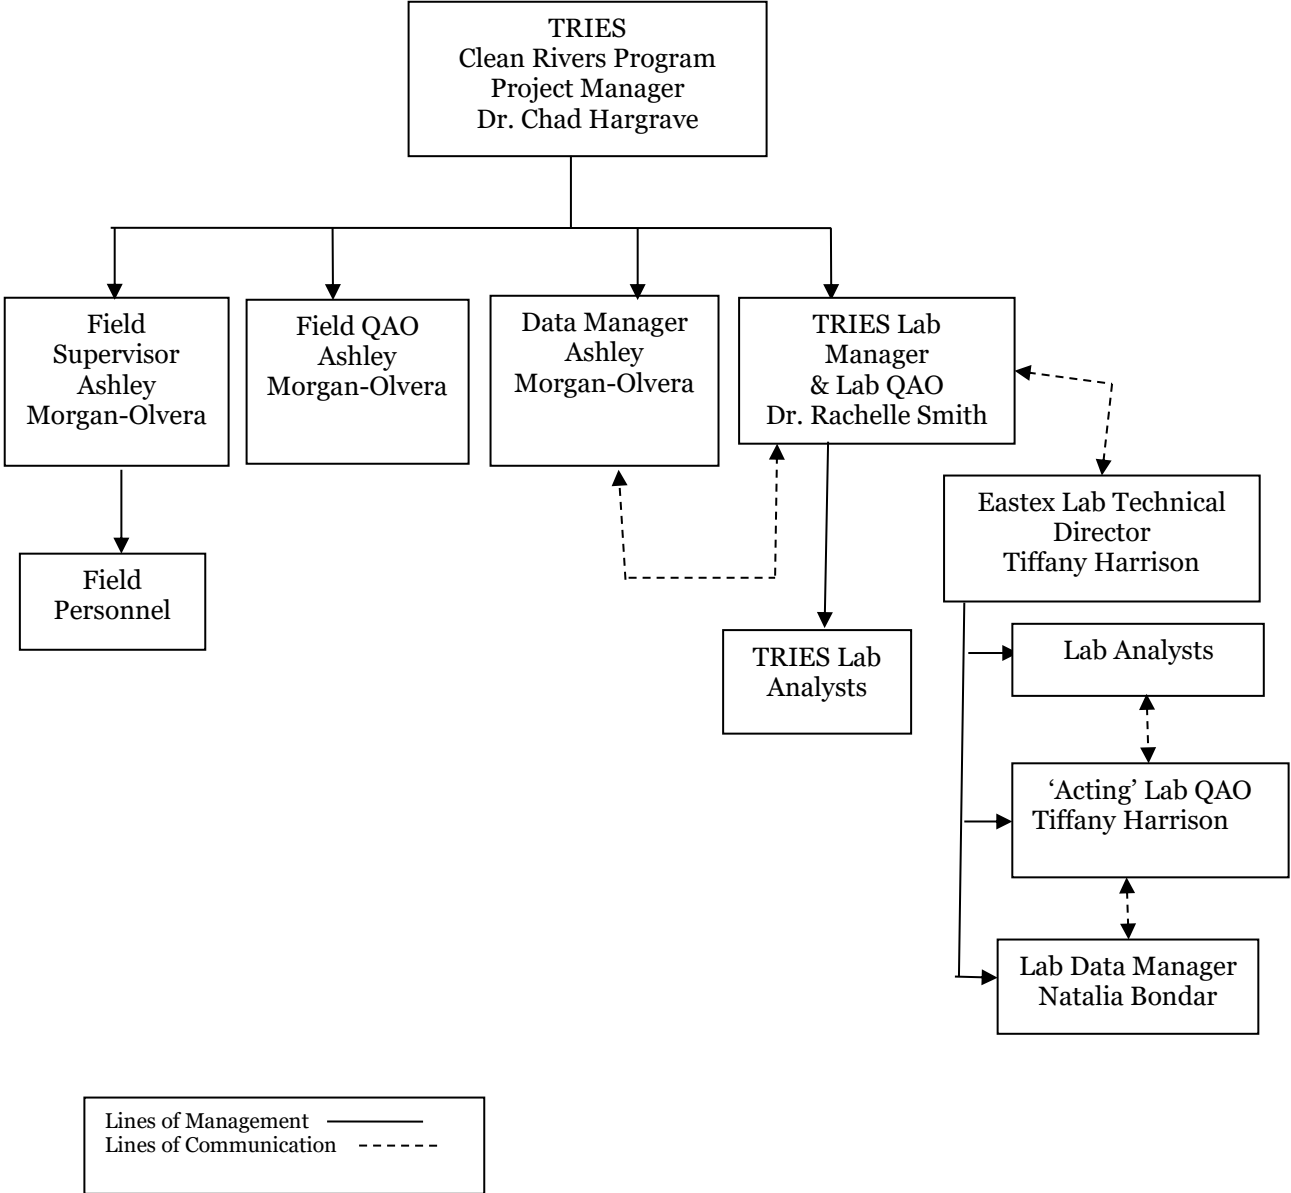 TRIES
Clean Rivers Program
Project Manager
Dr. Chad Hargrave
Field
Supervisor
Ashley
Morgan-Olvera
Field QAO
Ashley
Morgan-Olvera
Data Manager
Ashley
Morgan-Olvera
TRIES Lab
Manager
& Lab QAO
Dr. Rachelle Smith
Eastex Lab Technical
Director
Tiffany Harrison
Field
Personnel
TRIES Lab
Analysts
Lab Analysts
‘Acting’ Lab QAO
Tiffany Harrison
Lab Data Manager
Natalia Bondar
Lines of Management
Lines of Communication